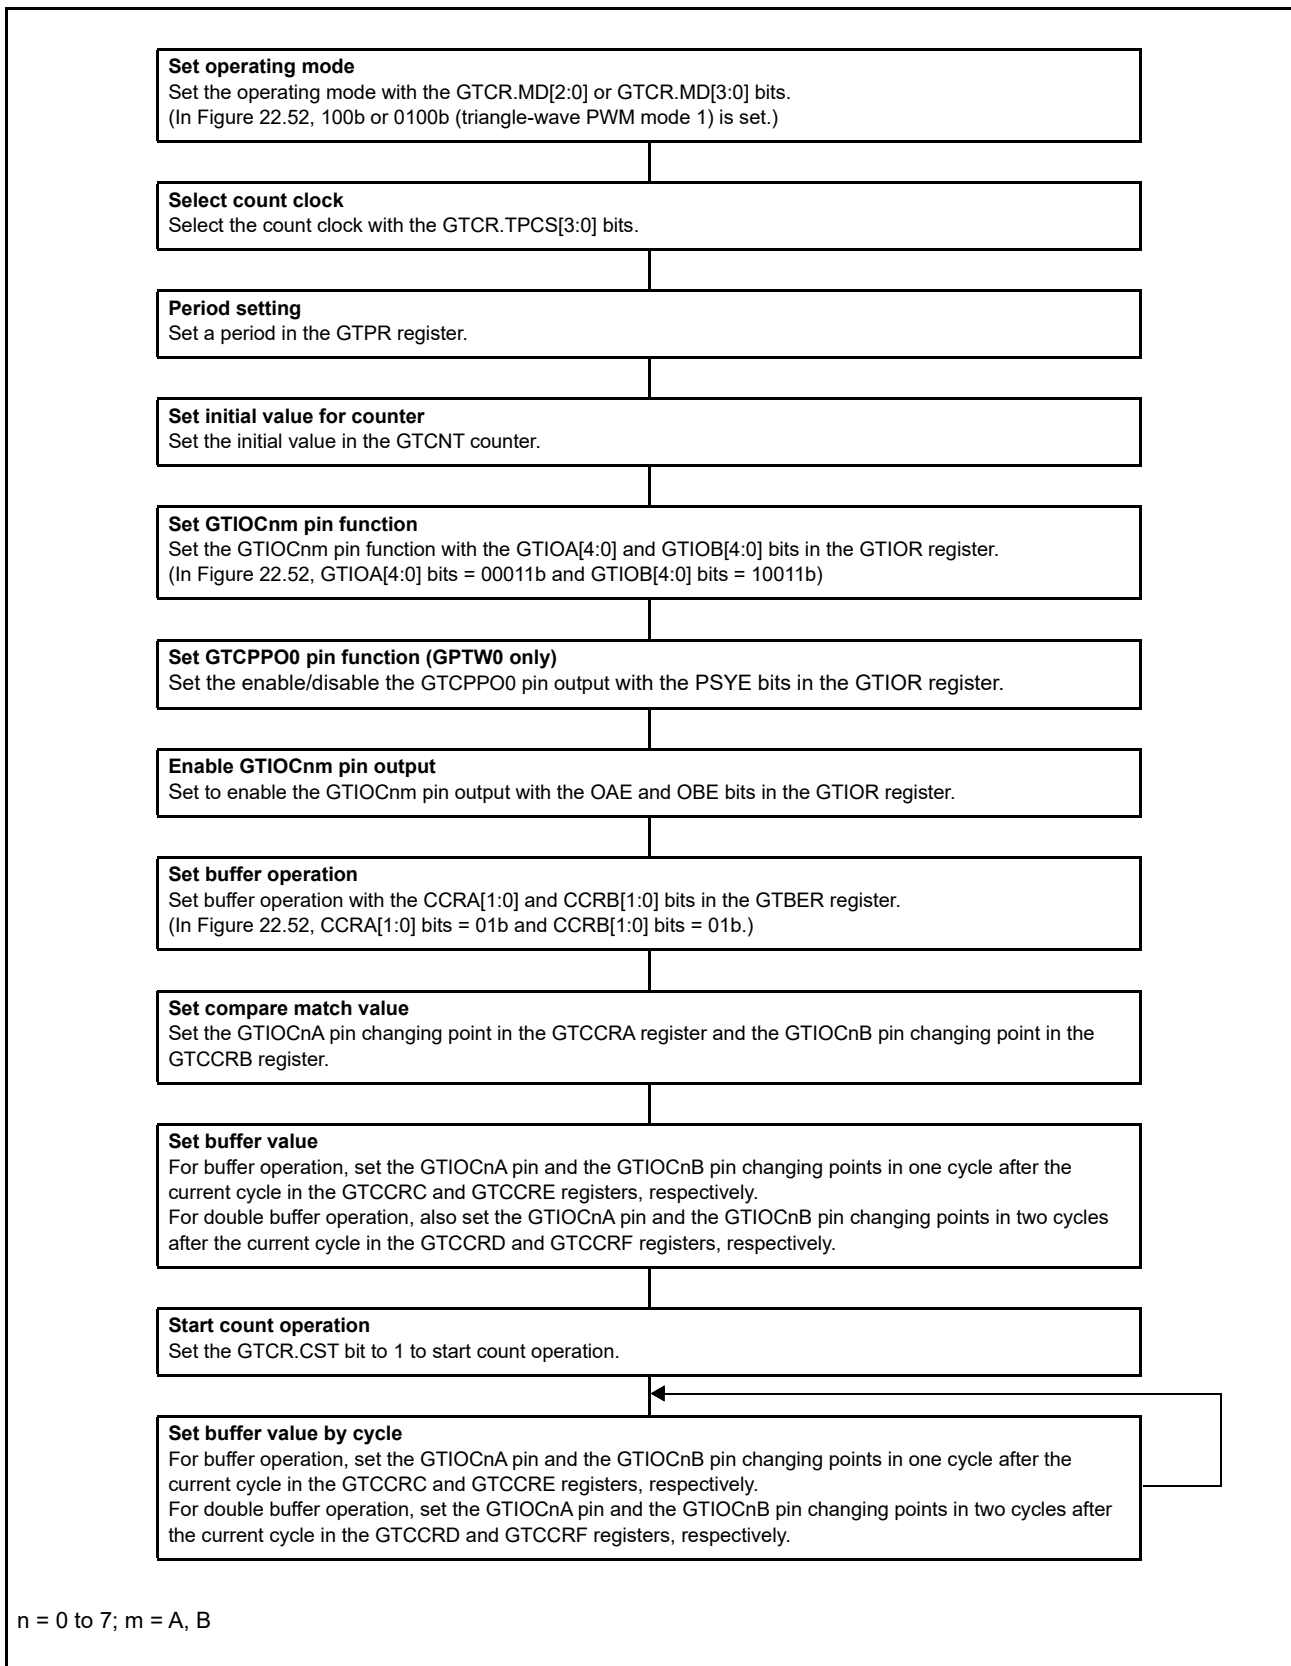 Set operating mode
Set the operating mode with the GTCR.MD[2:0] or GTCR.MD[3:0] bits.
(In Figure 22.52, 100b or 0100b (triangle-wave PWM mode 1) is set.)
Select count clock
Select the count clock with the GTCR.TPCS[3:0] bits.
Period setting
Set a period in the GTPR register.
Set initial value for counter
Set the initial value in the GTCNT counter.
Set GTIOCnm pin function
Set the GTIOCnm pin function with the GTIOA[4:0] and GTIOB[4:0] bits in the GTIOR register.
(In Figure 22.52, GTIOA[4:0] bits = 00011b and GTIOB[4:0] bits = 10011b)
Set GTCPPO0 pin function (GPTW0 only)
Set the enable/disable the GTCPPO0 pin output with the PSYE bits in the GTIOR register.
Enable GTIOCnm pin output
Set to enable the GTIOCnm pin output with the OAE and OBE bits in the GTIOR register.
Set buffer operation
Set buffer operation with the CCRA[1:0] and CCRB[1:0] bits in the GTBER register.
(In Figure 22.52, CCRA[1:0] bits = 01b and CCRB[1:0] bits = 01b.)
Set compare match value
Set the GTIOCnA pin changing point in the GTCCRA register and the GTIOCnB pin changing point in the
GTCCRB register.
Set buffer value
For buffer operation, set the GTIOCnA pin and the GTIOCnB pin changing points in one cycle after the
current cycle in the GTCCRC and GTCCRE registers, respectively.
For double buffer operation, also set the GTIOCnA pin and the GTIOCnB pin changing points in two cycles
after the current cycle in the GTCCRD and GTCCRF registers, respectively.
Start count operation
Set the GTCR.CST bit to 1 to start count operation.
Set buffer value by cycle
For buffer operation, set the GTIOCnA pin and the GTIOCnB pin changing points in one cycle after the
current cycle in the GTCCRC and GTCCRE registers, respectively.
For double buffer operation, set the GTIOCnA pin and the GTIOCnB pin changing points in two cycles after
the current cycle in the GTCCRD and GTCCRF registers, respectively.
n = 0 to 7; m = A, B